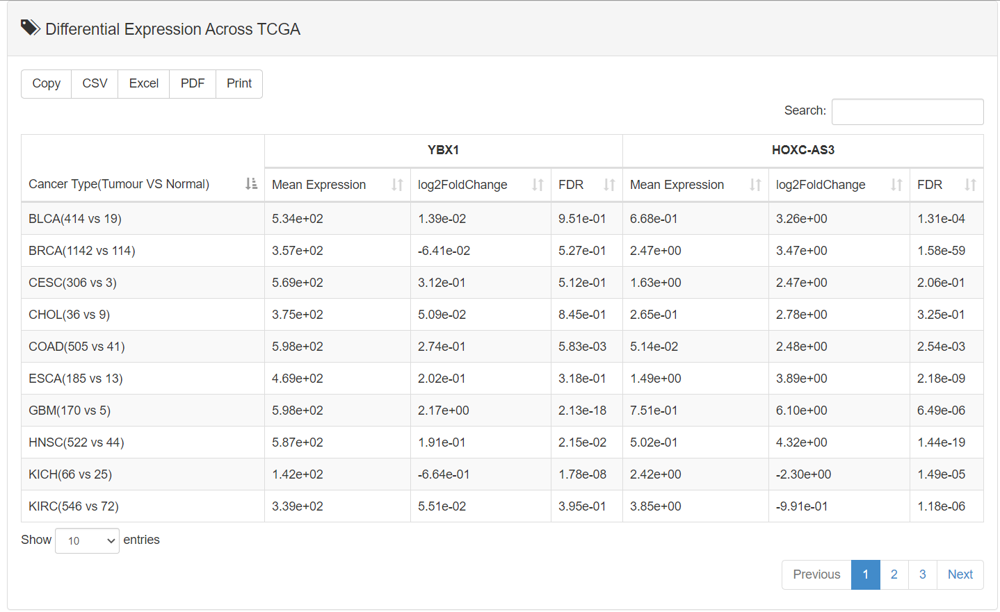 Differential Expression Across TCGA
Copy CSV Excel PDF Print
Search:
YBX1 HOXC-AS3
Cancer Type(Tumour VS Normal) Mean Expression log2FoldChange FDR Mean Expression log2FoldChange FDR
BLCA(414 vs 19) 5.34e+02 1.39e-02 9.51e-01 6.68e-01 3.26e+00 1.31e-04
BRCA(1142 vs 114) 3.57e+02 -6.41e-02 5.27e-01 2.47e+00 3.47e+00 1.58e-59
CESC(306 vs 3) 5.69e+02 3.12e-01 5.12e-01 1.63e+00 2.47e+00 2.06e-01
CHOL(36 vs 9) 3.75e+02 5.09e-02 8.45e-01 2.65e-01 2.78e+00 3.25e-01
COAD(505 vs 41) 5.98e+02 2.74e-01 5.83e-03 5.14e-02 2.48e+00 2.54e-03
ESCA(185 vs 13) 4.69e+02 2.02e-01 3.18e-01 1.49e+00 3.89e+00 2.18e-09
GBM(170 vs 5) 5.98e+02 2.17e+00 2.13e-18 7.51e-01 6.10e+00 6.49e-06
HNSC(522 vs 44) 5.87e+02 1.91e-01 2.15e-02 5.02e-01 4.32e+00 1.44e-19
KICH(66 vs 25) 1.42e+02 -6.64e-01 1.78e-08 2.42e+00 -2.30e+00 1.49e-05
KIRC(546 vs 72) 3.39e+02 5.51e-02 3.95e-01 3.85e+00 -9.91e-01 1.18e-06
Show 10 entries
Previous 1 2 3 Next